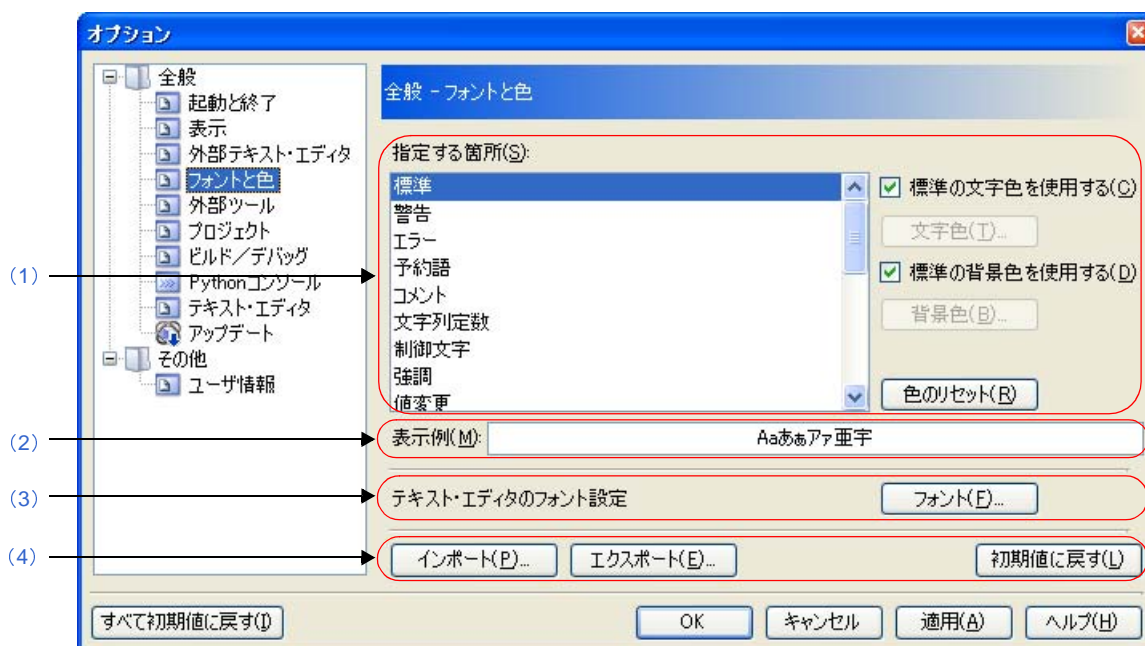 オプション
全般
起動と終了
表示
外部テキスト・エディタ
フォントと色
外部ツール
プロジェクト
ビルド／デバッグ
Pythonコンソール
テキスト・エディタ
アップデート
その他
ユーザ情報
全般 - フォントと色
指定する箇所(S):
標準
警告
エラー
予約語
コメント
文字列定数
制御文字
強調
値変更
標準の文字色を使用する(C)
文字色(T)...
標準の背景色を使用する(D)
背景色(B)...
色のリセット(R)
表示例(M):
Aaあぁアァ亜宇
テキスト・エディタのフォント設定
フォント(F)...
インポート(P)...
エクスポート(E)...
初期値に戻す(L)
すべて初期値に戻す(I)
OK
キャンセル
適用(A)
ヘルプ(H)
(1)
(2)
(3)
(4)